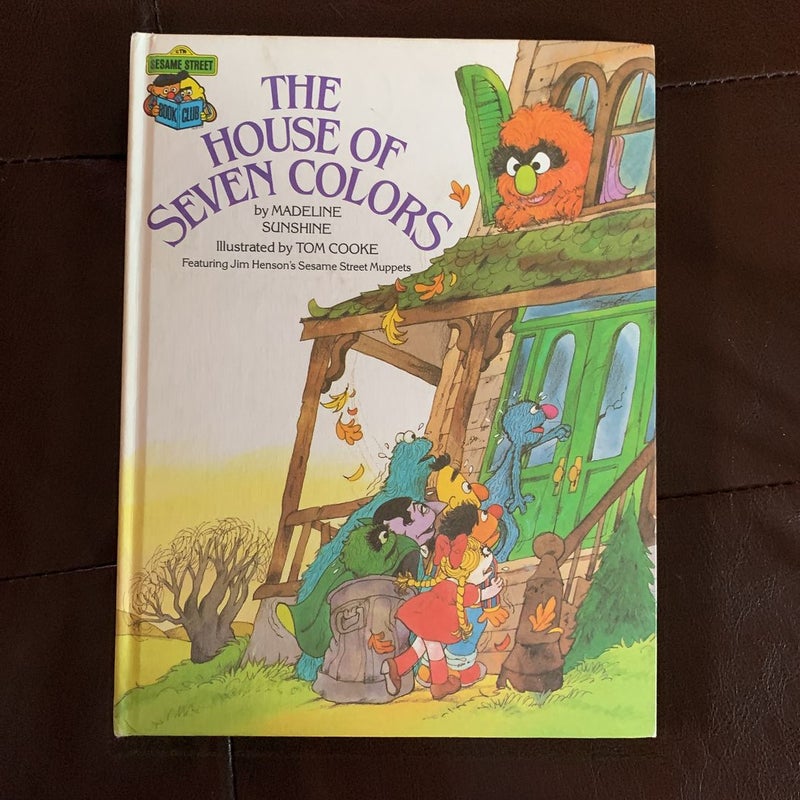 CTW
SESAME STREET
BOOK CLUB
THE
HOUSE OF
SEVEN COLORS
by MADELINE
SUNSHINE
Illustrated by TOM COOKE
Featuring Jim Henson's Sesame Street Muppets